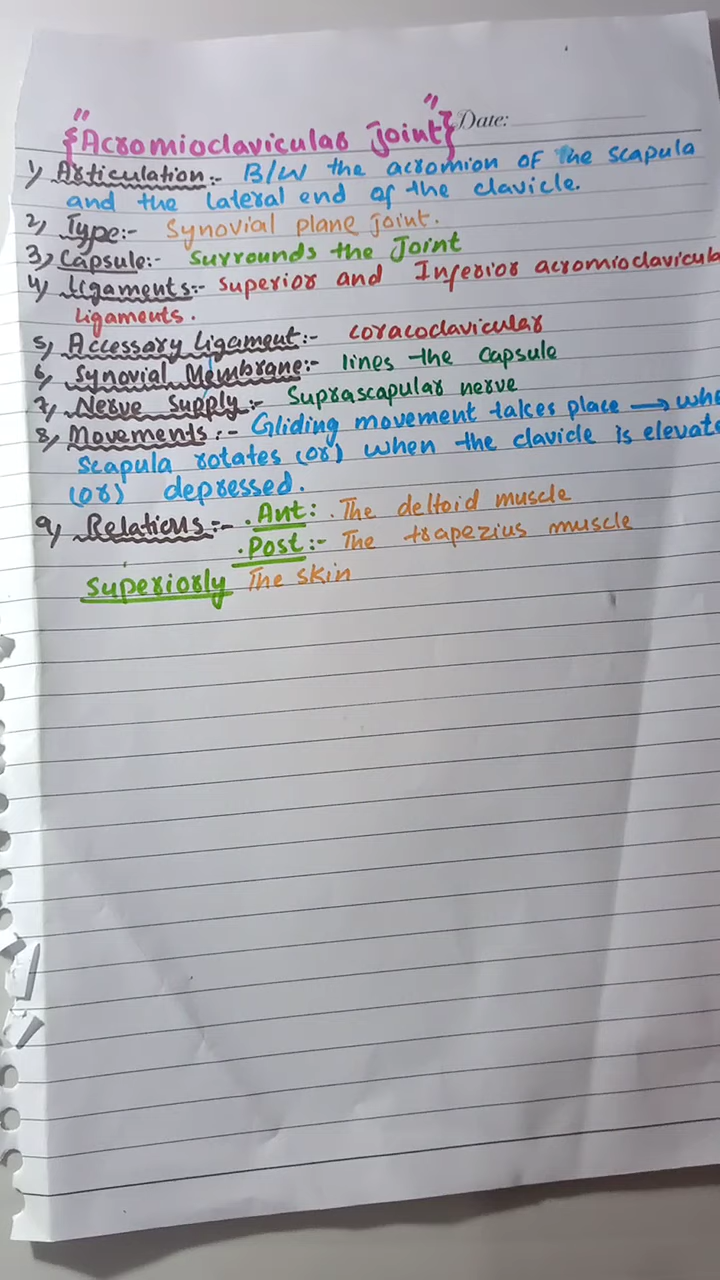 "{Acromioclavicular Joint}" Date:
1) Articulation:- B/W the acromion of the scapula
and the lateral end of the clavicle.
2) Type:- Synovial plane joint.
3) Capsule:- Surrounds the Joint
4) Ligaments:- Superior and Inferior acromioclavicula
Ligaments.
5) Accessory Ligament:- coracoclavicular
6) Synovial Membrane:- lines the capsule
7) Nerve Supply:- Suprascapular nerve
8) Movements:- Gliding movement takes place → whe
scapula rotates (or) when the clavicle is elevate
(or) depressed.
9) Relations:- .Ant: .The deltoid muscle
.Post:- The trapezius muscle
Superiorly The skin